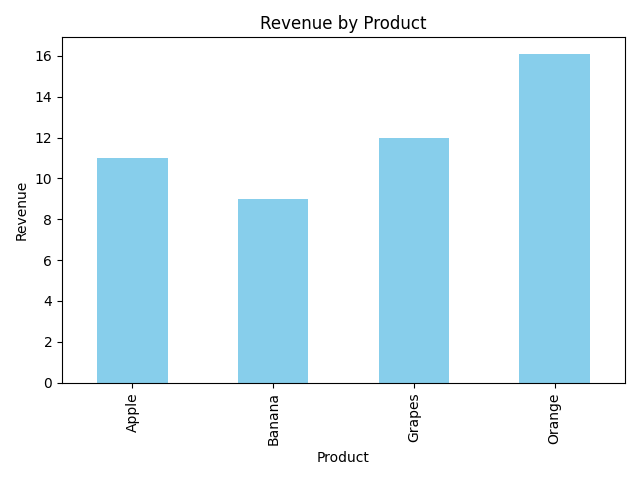 Revenue by Product
Revenue
16
14
12
10
8
6
4
2
0
Apple
Banana
Grapes
Orange
Product